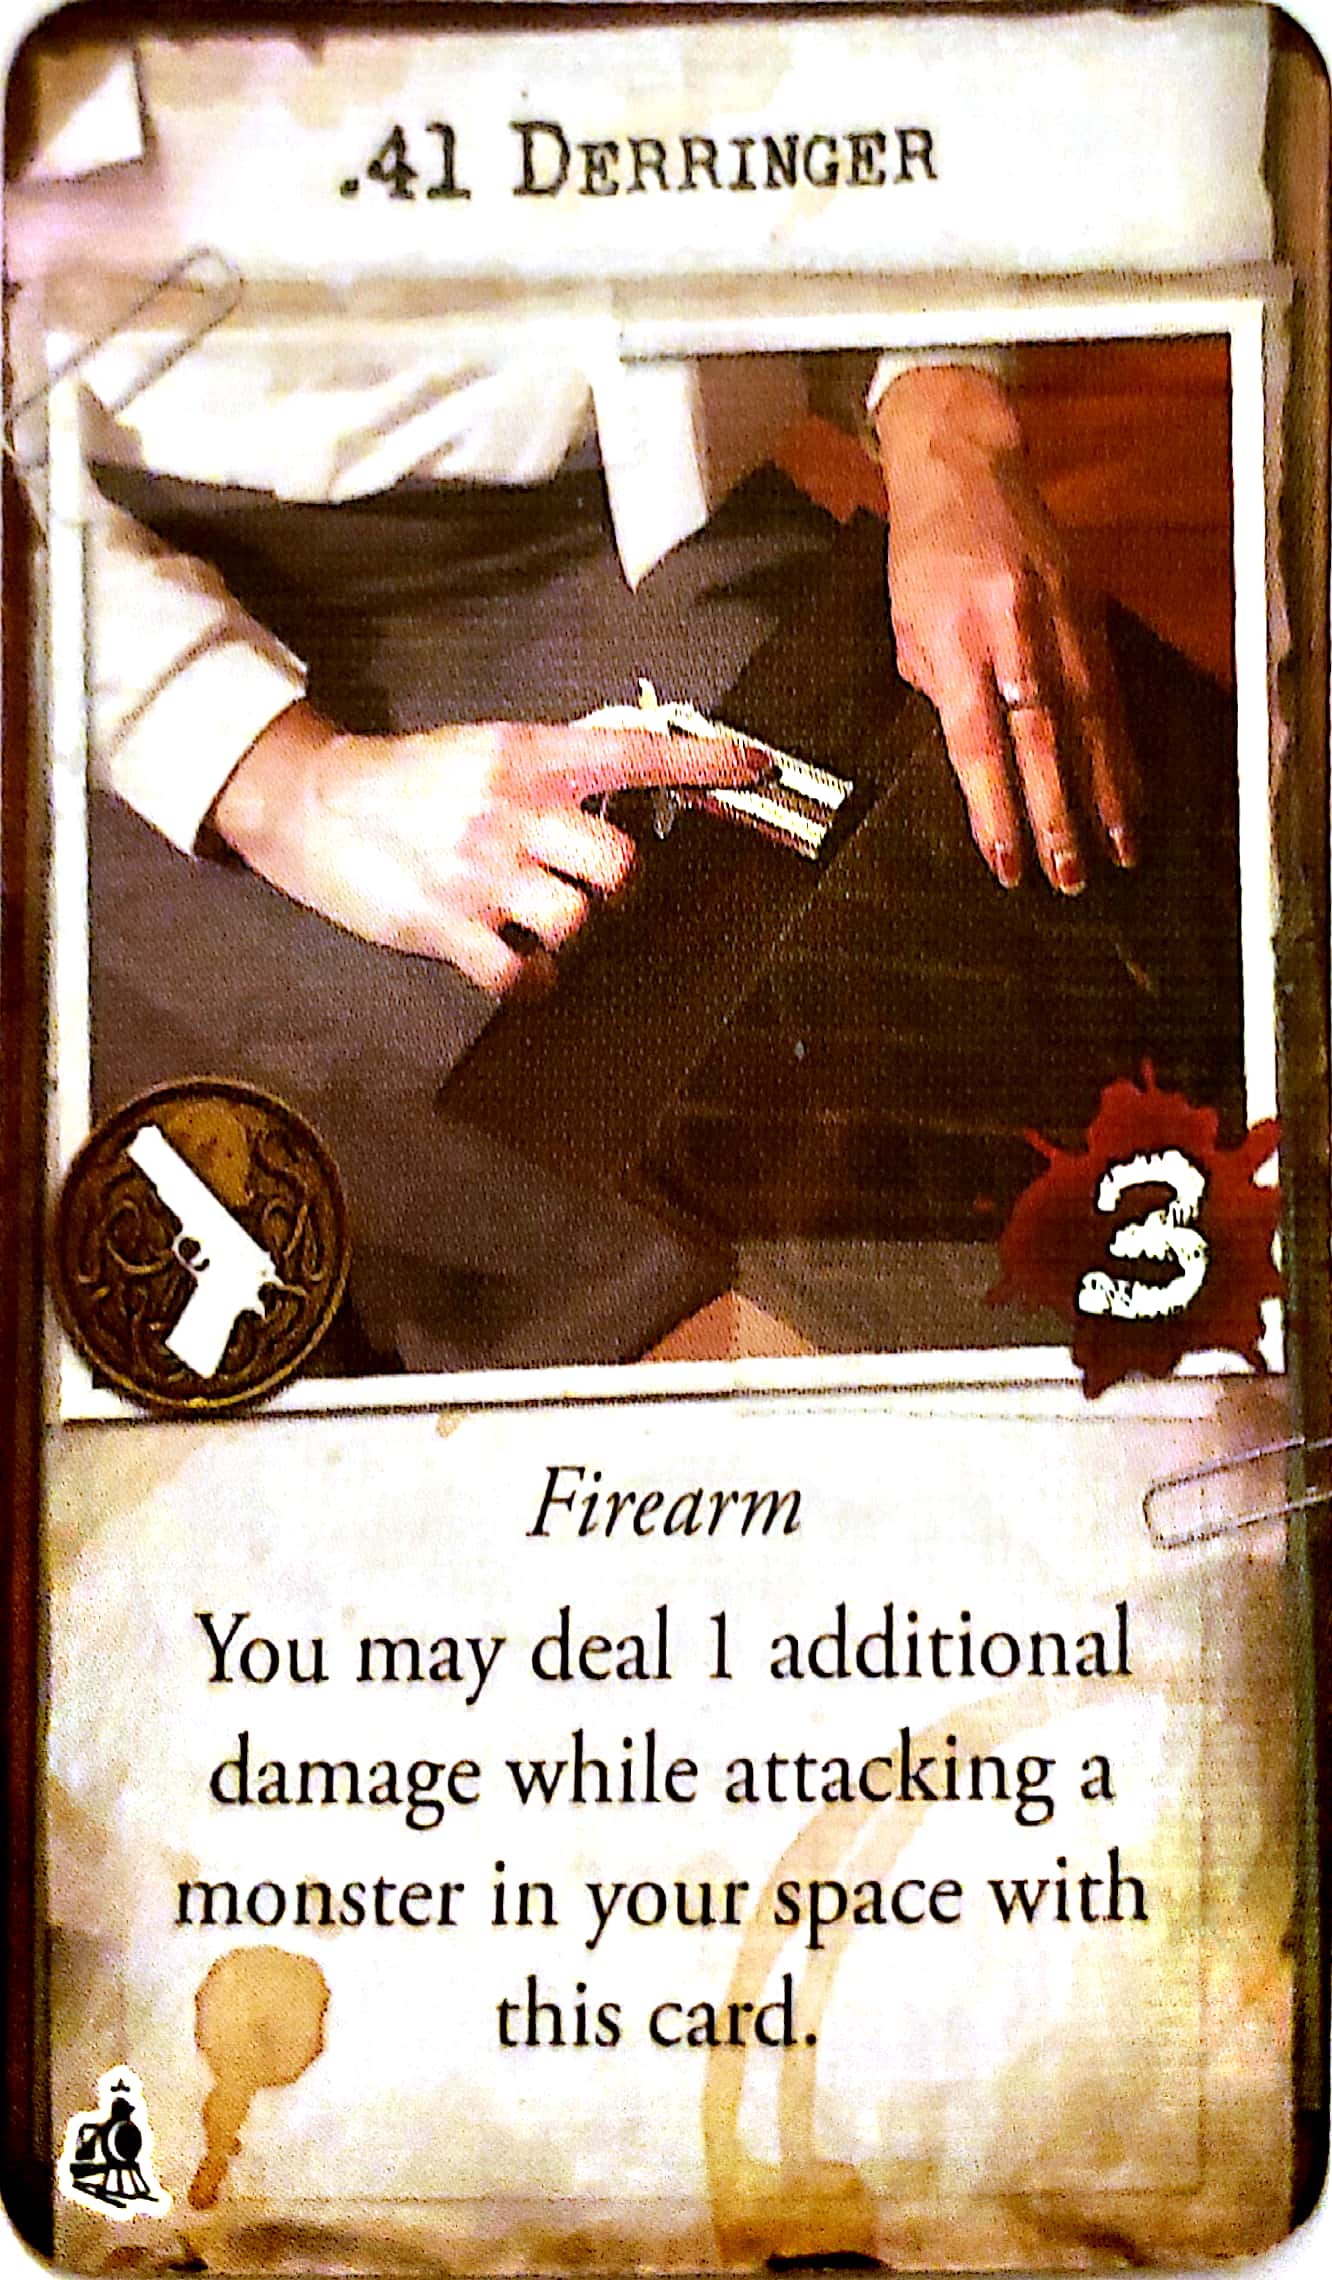 .41 DERRINGER
3
Firearm
You may deal 1 additional
damage while attacking a
monster in your space with
this card.